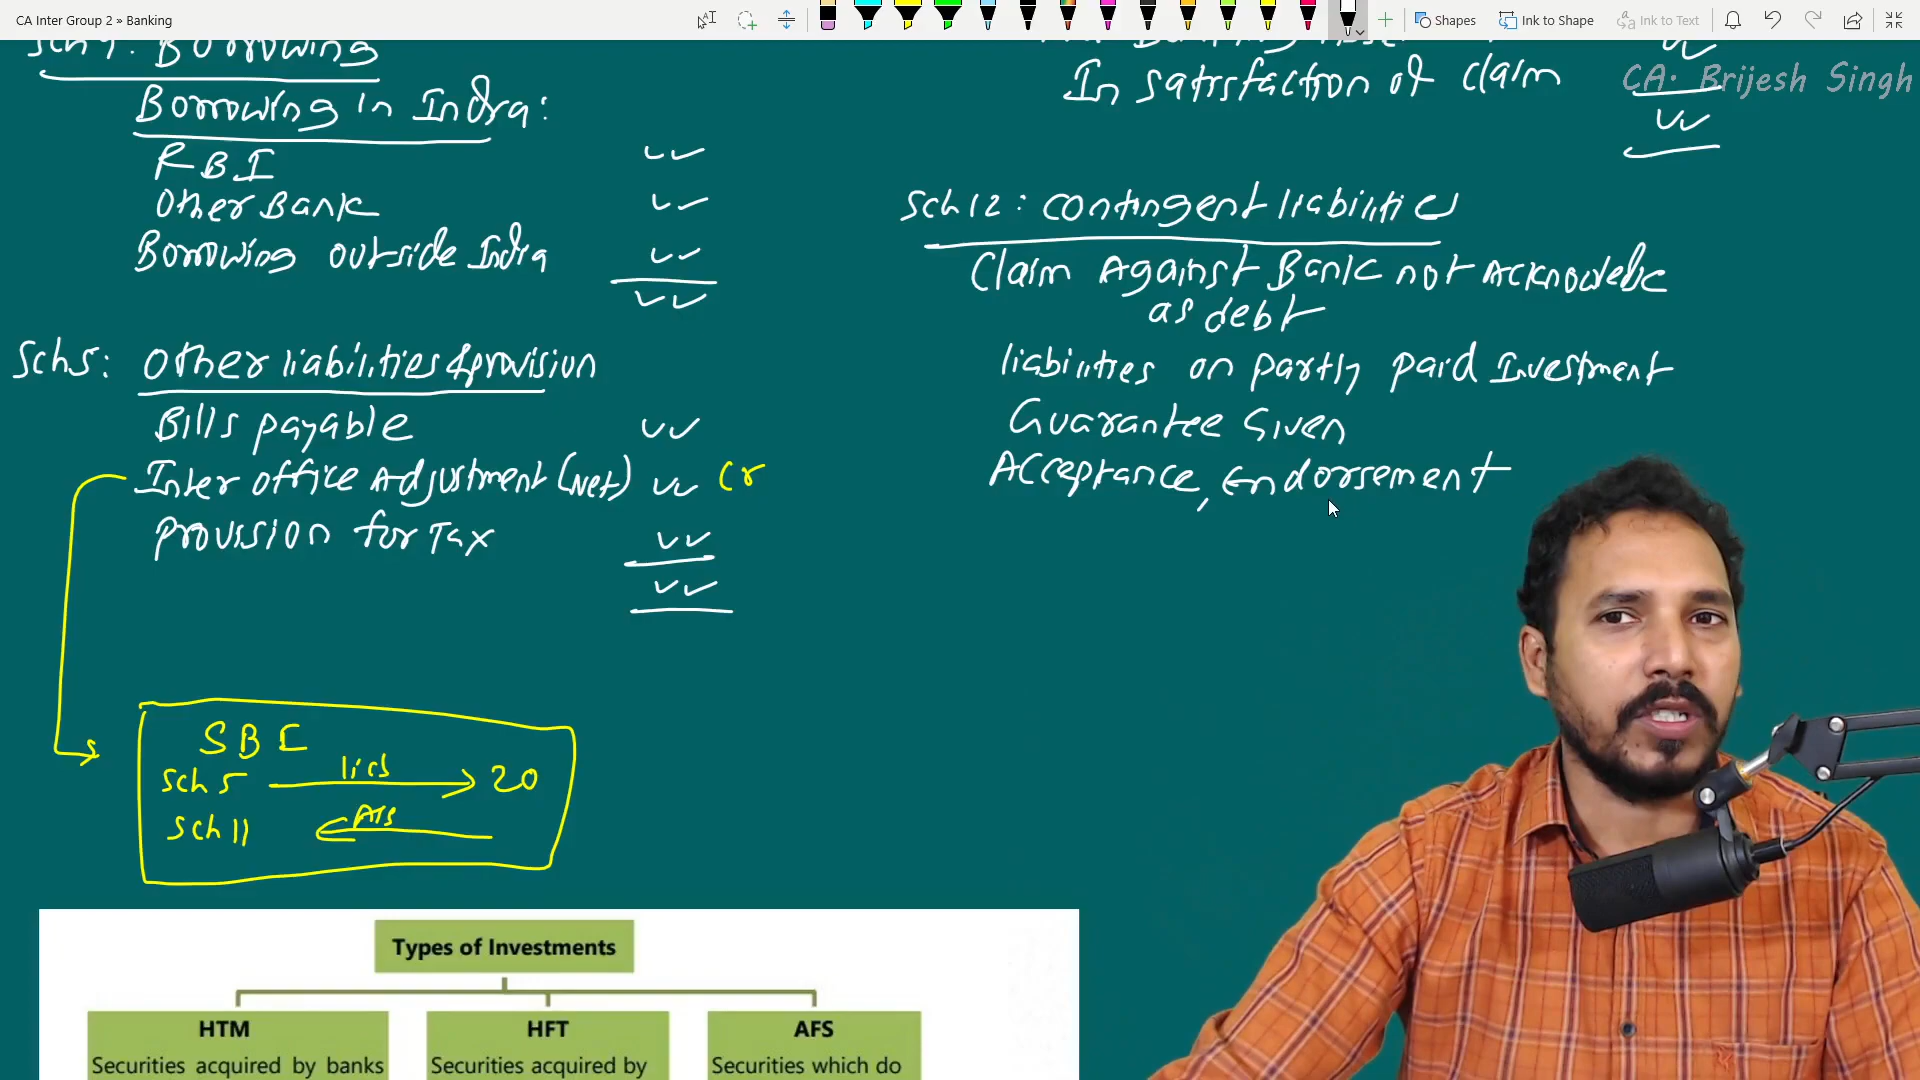 CA Inter Group 2 » Banking
Shapes
Ink to Shape
Ink to Text
CA. Brijesh Singh
Borrowing
Borrowing in India:
RBI
Other Bank
Borrowing outside India
Sch5: Other liabilities & provision
Bills payable
Inter office Adjustment (Net) Cr
Provision for Tax
SBI
Sch 5 20
Sch 11
In satisfaction of claim
Sch 12: Contingent liabilities
Claim Against Bank not
as debt
liabilities on partly paid Investment
Guarantee Given
Acceptance, Endorsement
Types of Investments
HTM
Securities acquired by banks
HFT
Securities acquired by
AFS
Securities which do